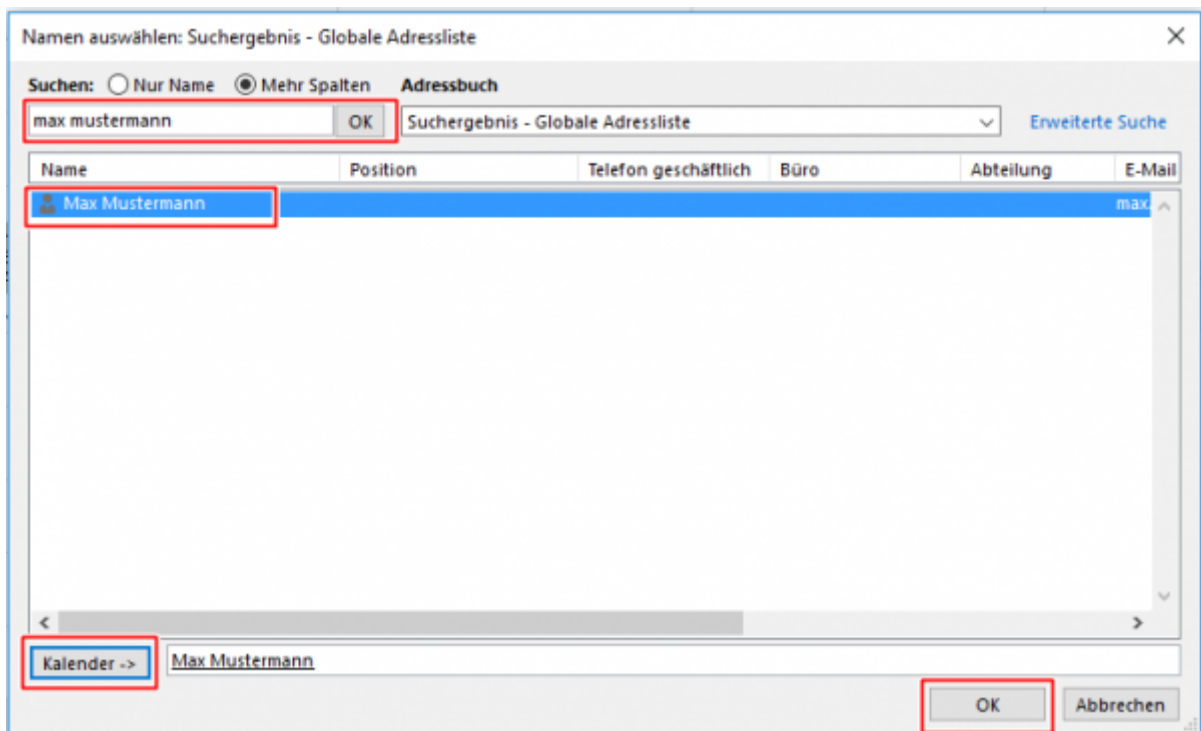 Namen auswählen: Suchergebnis - Globale Adressliste
Suchen: Nur Name Mehr Spalten Adressbuch
max mustermann OK Suchergebnis - Globale Adressliste Erweiterte Suche
Name Position Telefon geschäftlich Büro Abteilung E-Mail
Max Mustermann max.
Kalender -> Max Mustermann
OK Abbrechen